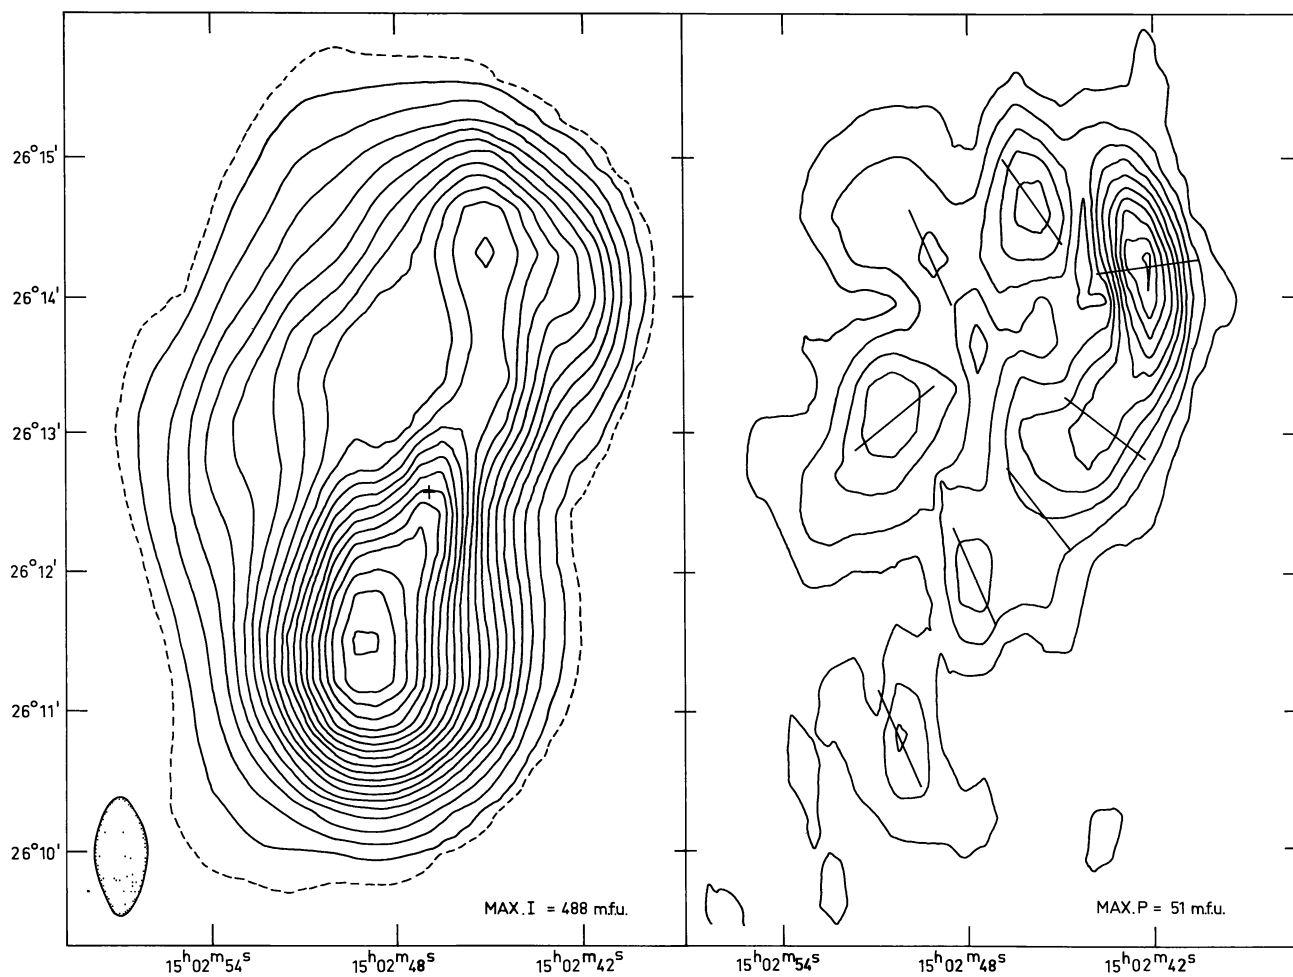 26°15'
26°14'
26°13'
26°12'
26°11'
26°10'
MAX.I = 488 m.f.u.
MAX.P = 51 m.f.u.
15ʰ02ᵐ54ˢ 15ʰ02ᵐ48ˢ 15ʰ02ᵐ42ˢ 15ʰ02ᵐ54ˢ 15ʰ02ᵐ48ˢ 15ʰ02ᵐ42ˢ